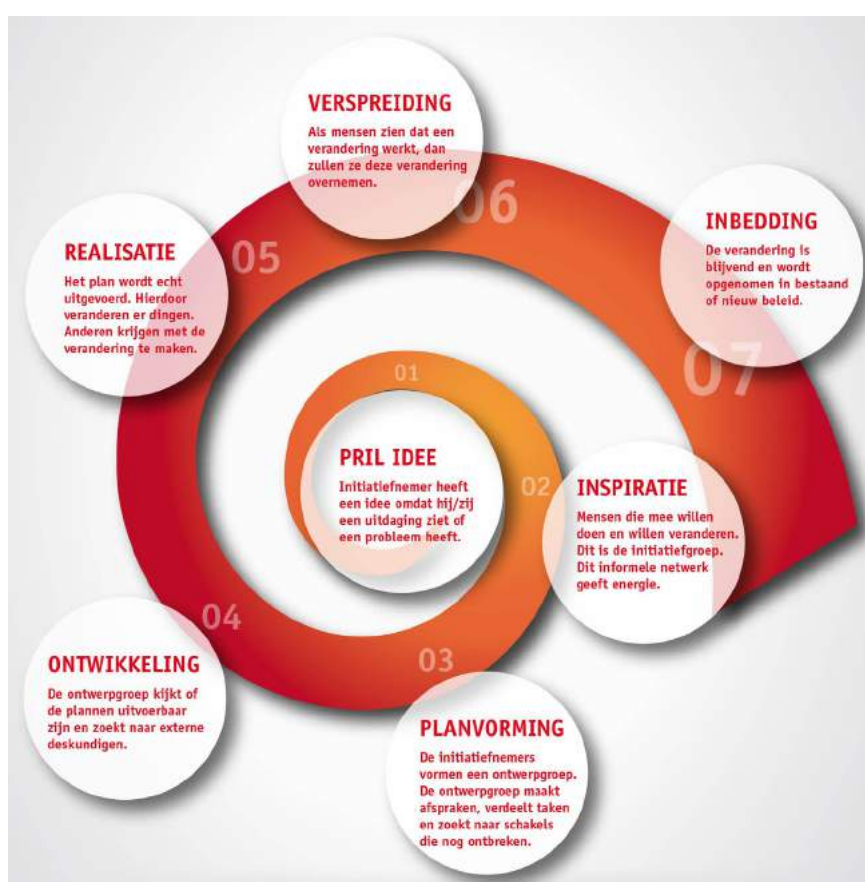 01
PRIL IDEE
Initiatiefnemer heeft
een idee omdat hij/zij
een uitdaging ziet of
een probleem heeft.
02
INSPIRATIE
Mensen die mee willen
doen en willen veranderen.
Dit is de initiatiefgroep.
Dit informele netwerk
geeft energie.
03
PLANVORMING
De initiatiefnemers
vormen een ontwerpgroep.
De ontwerpgroep maakt
afspraken, verdeelt taken
en zoekt naar schakels
die nog ontbreken.
04
ONTWIKKELING
De ontwerpgroep kijkt of
de plannen uitvoerbaar
zijn en zoekt naar externe
deskundigen.
05
REALISATIE
Het plan wordt echt
uitgevoerd. Hierdoor
veranderen er dingen.
Anderen krijgen met de
verandering te maken.
06
VERSPREIDING
Als mensen zien dat een
verandering werkt, dan
zullen ze deze verandering
overnemen.
07
INBEDDING
De verandering is
blijvend en wordt
opgenomen in bestaand
of nieuw beleid.